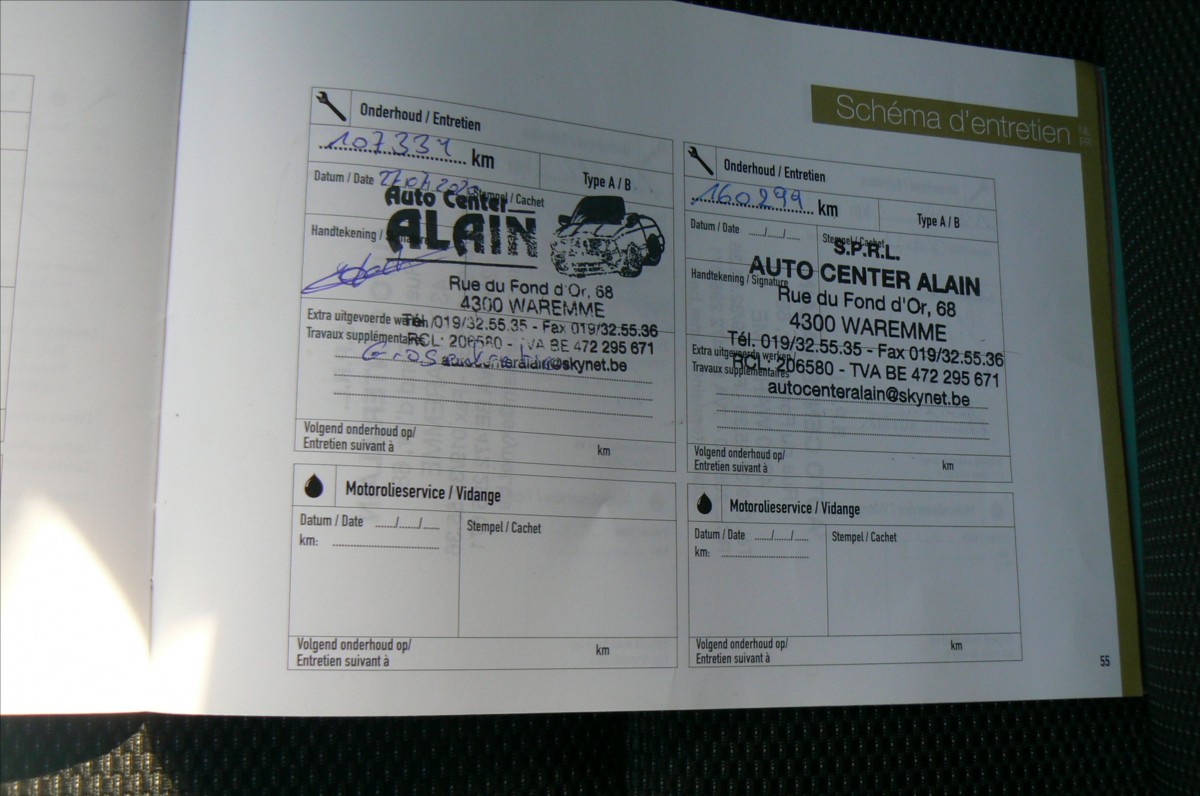 Schéma d'entretien
NL
FR
Onderhoud / Entretien
107.331 km
Type A / B
Datum / Date
Stempel / Cachet
Auto Center
ALAIN
Handtekening /
Rue du Fond d'Or, 68
4300 WAREMME
Extra uitgevoerde werken
Tél. 019/32.55.35 - Fax 019/32.55.36
Travaux supplémentaires
RCL: 206580 - TVA BE 472 295 671
autocenteralain@skynet.be
Volgend onderhoud op/
Entretien suivant à km
Onderhoud / Entretien
160299 km
Type A / B
Datum / Date ..../..../....
Stempel / Cachet
S.P.R.L.
Handtekening / Signature
AUTO CENTER ALAIN
Rue du Fond d'Or, 68
4300 WAREMME
Tél. 019/32.55.35 - Fax 019/32.55.36
Extra uitgevoerde werken /
Travaux supplémentaires
RCL: 206580 - TVA BE 472 295 671
autocenteralain@skynet.be
Volgend onderhoud op/
Entretien suivant à km
Motorolieservice / Vidange
Datum / Date ..../..../....
Stempel / Cachet
km:
Volgend onderhoud op/
Entretien suivant à km
Motorolieservice / Vidange
Datum / Date ..../..../....
Stempel / Cachet
km:
Volgend onderhoud op/
Entretien suivant à km
55